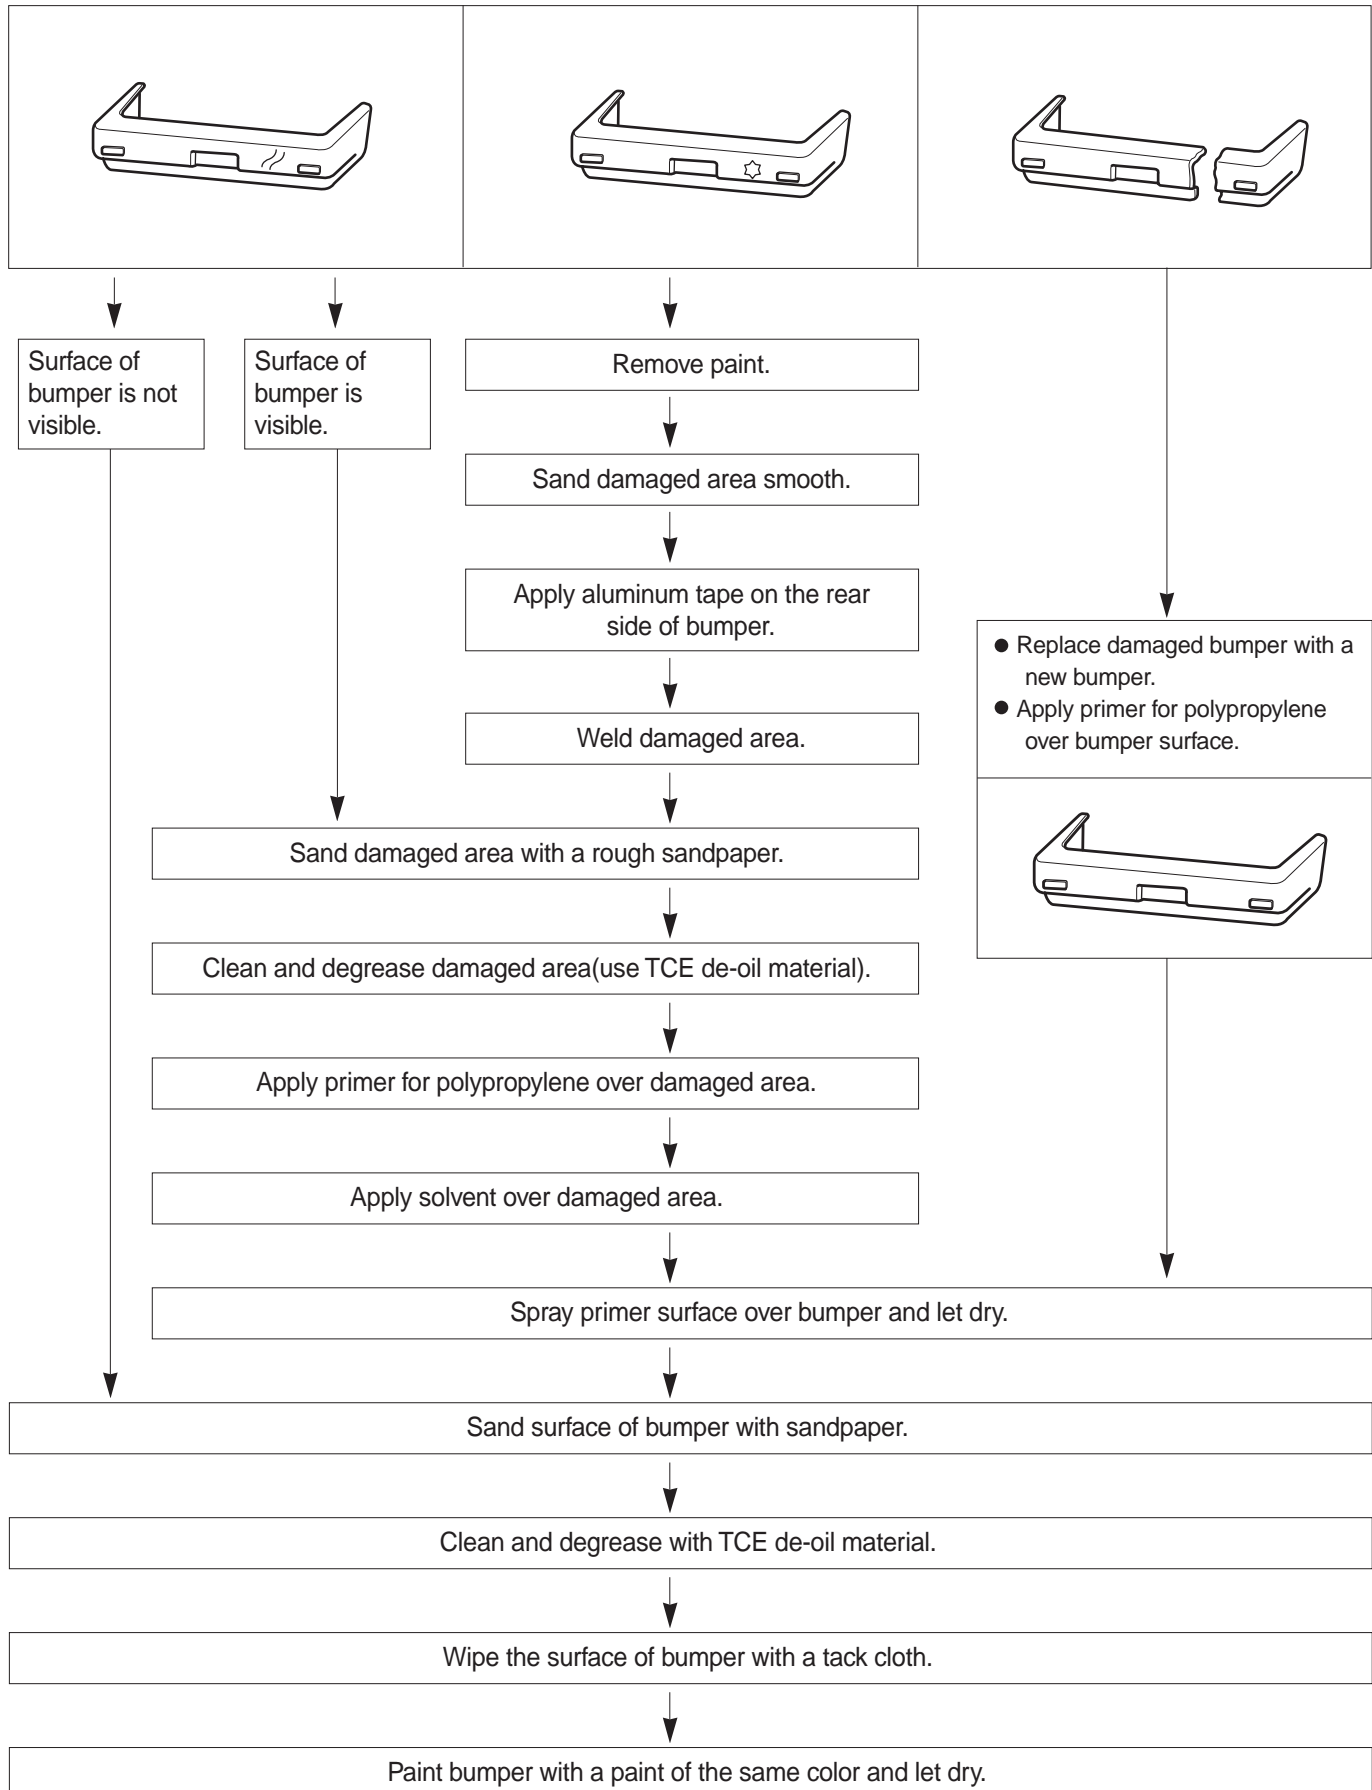 Surface of
bumper is not
visible.
Surface of
bumper is
visible.
Remove paint.
Sand damaged area smooth.
Apply aluminum tape on the rear
side of bumper.
Weld damaged area.
● Replace damaged bumper with a
new bumper.
● Apply primer for polypropylene
over bumper surface.
Sand damaged area with a rough sandpaper.
Clean and degrease damaged area(use TCE de-oil material).
Apply primer for polypropylene over damaged area.
Apply solvent over damaged area.
Spray primer surface over bumper and let dry.
Sand surface of bumper with sandpaper.
Clean and degrease with TCE de-oil material.
Wipe the surface of bumper with a tack cloth.
Paint bumper with a paint of the same color and let dry.